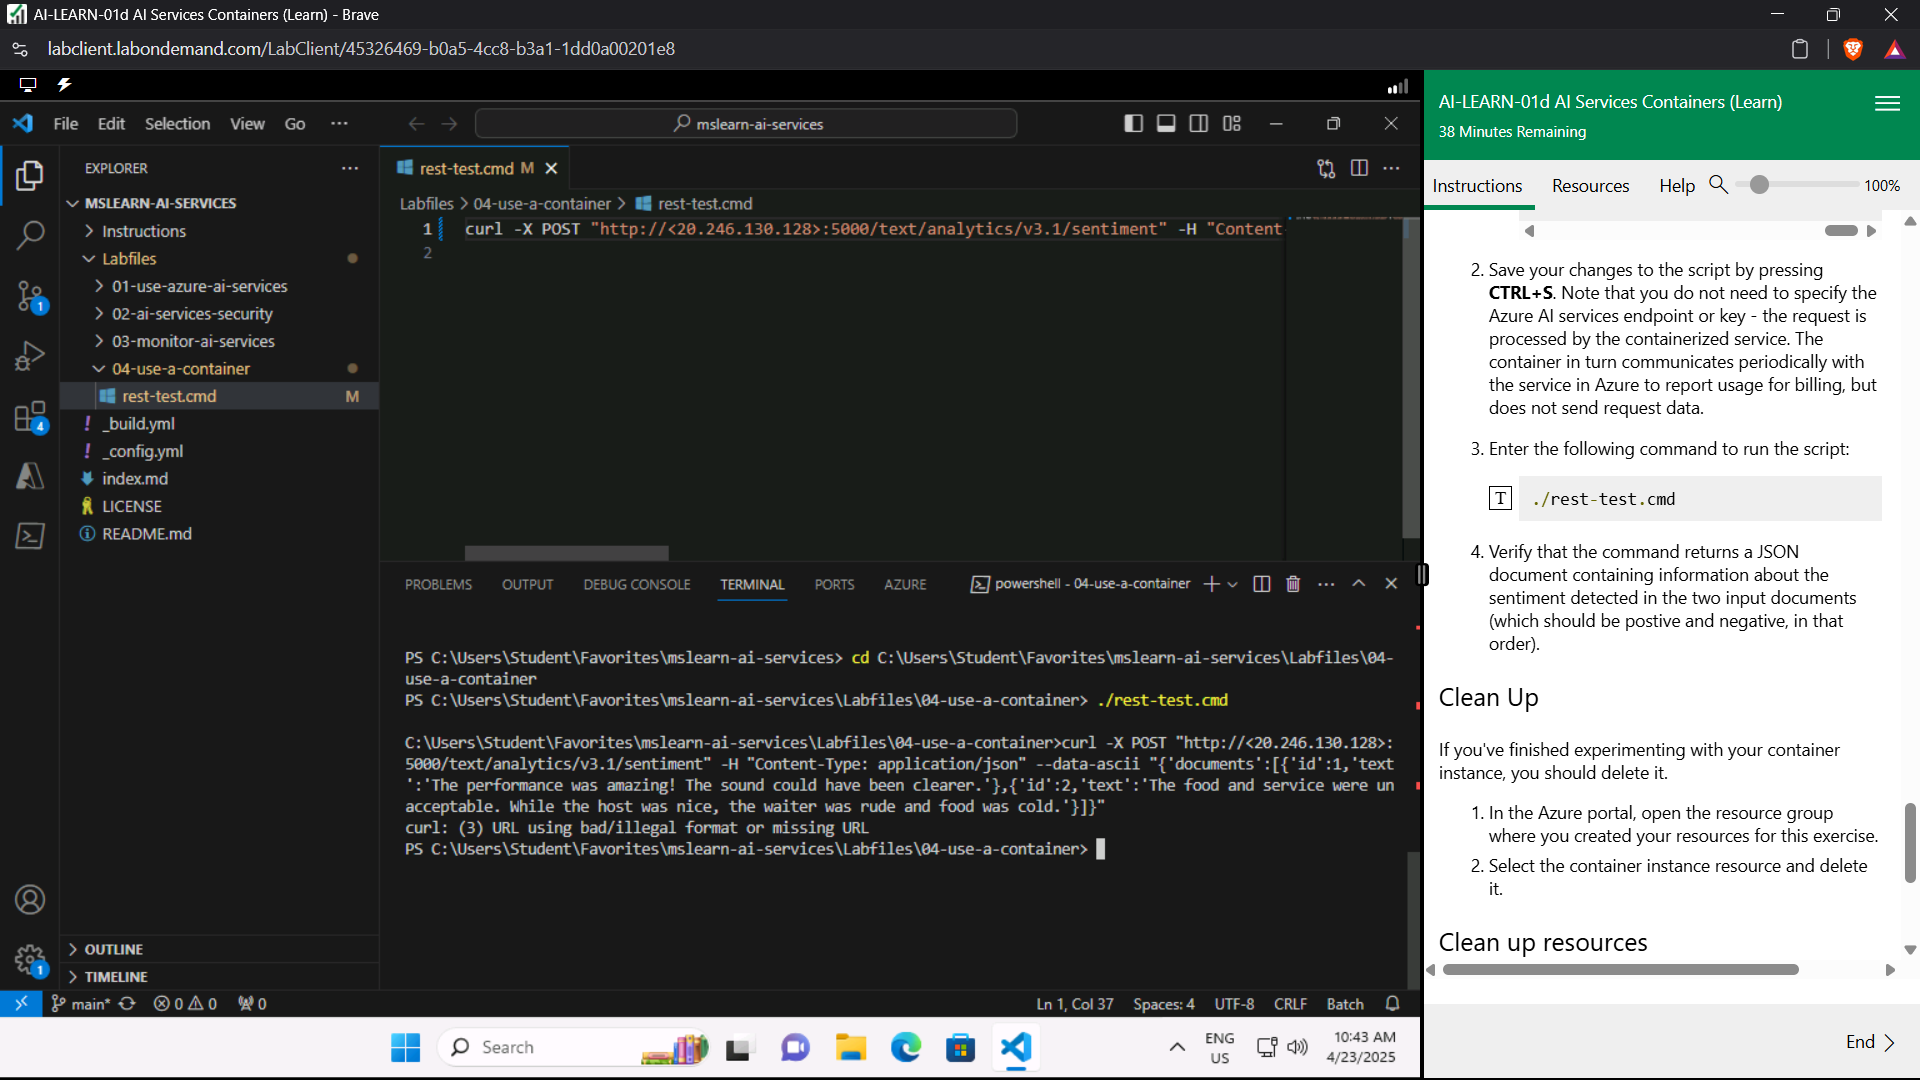 AI-LEARN-01d AI Services Containers (Learn) - Brave
labclient.labondemand.com/LabClient/45326469-b0a5-4cc8-b3a1-1dd0a00201e8
File Edit Selection View Go ···
mslearn-ai-services
EXPLORER
MSLEARN-AI-SERVICES
Instructions
Labfiles
01-use-azure-ai-services
02-ai-services-security
03-monitor-ai-services
04-use-a-container
rest-test.cmd M
! _build.yml
! _config.yml
index.md
LICENSE
README.md
OUTLINE
TIMELINE
1
4
1
rest-test.cmd M
Labfiles > 04-use-a-container > rest-test.cmd
1 curl -X POST "http://<20.246.130.128>:5000/text/analytics/v3.1/sentiment" -H "Content-
2
PROBLEMS OUTPUT DEBUG CONSOLE TERMINAL PORTS AZURE
powershell - 04-use-a-container
PS C:\Users\Student\Favorites\mslearn-ai-services> cd C:\Users\Student\Favorites\mslearn-ai-services\Labfiles\04-
use-a-container
PS C:\Users\Student\Favorites\mslearn-ai-services\Labfiles\04-use-a-container> ./rest-test.cmd
C:\Users\Student\Favorites\mslearn-ai-services\Labfiles\04-use-a-container>curl -X POST "http://<20.246.130.128>:
5000/text/analytics/v3.1/sentiment" -H "Content-Type: application/json" --data-ascii "{'documents':[{'id':1,'text
':'The performance was amazing! The sound could have been clearer.'},{'id':2,'text':'The food and service were un
acceptable. While the host was nice, the waiter was rude and food was cold.'}]}"
curl: (3) URL using bad/illegal format or missing URL
PS C:\Users\Student\Favorites\mslearn-ai-services\Labfiles\04-use-a-container>
main* 0 0 0
Ln 1, Col 37 Spaces: 4 UTF-8 CRLF Batch
Search
ENG
US
10:43 AM
4/23/2025
AI-LEARN-01d AI Services Containers (Learn)
38 Minutes Remaining
Instructions Resources Help 100%
2. Save your changes to the script by pressing
CTRL+S. Note that you do not need to specify the
Azure AI services endpoint or key - the request is
processed by the containerized service. The
container in turn communicates periodically with
the service in Azure to report usage for billing, but
does not send request data.
3. Enter the following command to run the script:
T ./rest-test.cmd
4. Verify that the command returns a JSON
document containing information about the
sentiment detected in the two input documents
(which should be postive and negative, in that
order).
Clean Up
If you've finished experimenting with your container
instance, you should delete it.
1. In the Azure portal, open the resource group
where you created your resources for this exercise.
2. Select the container instance resource and delete
it.
Clean up resources
End